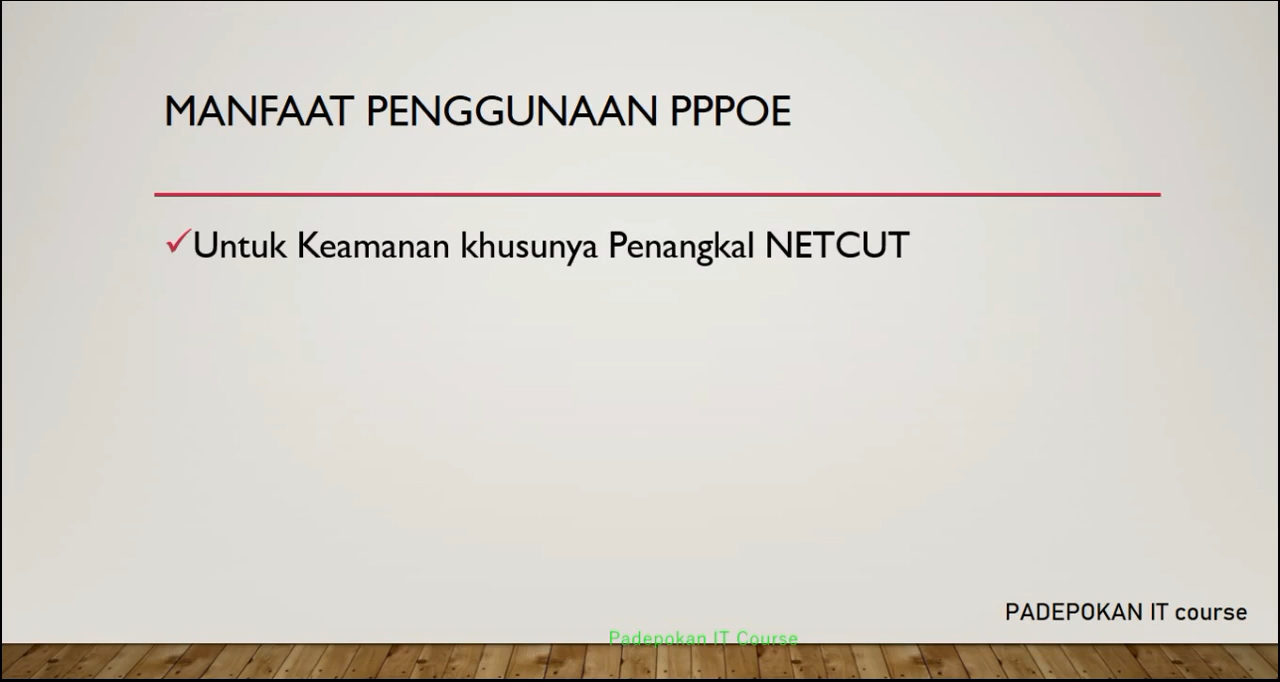 MANFAAT PENGGUNAAN PPPOE
✓Untuk Keamanan khusunya Penangkal NETCUT
PADEPOKAN IT course
Padepokan IT Course